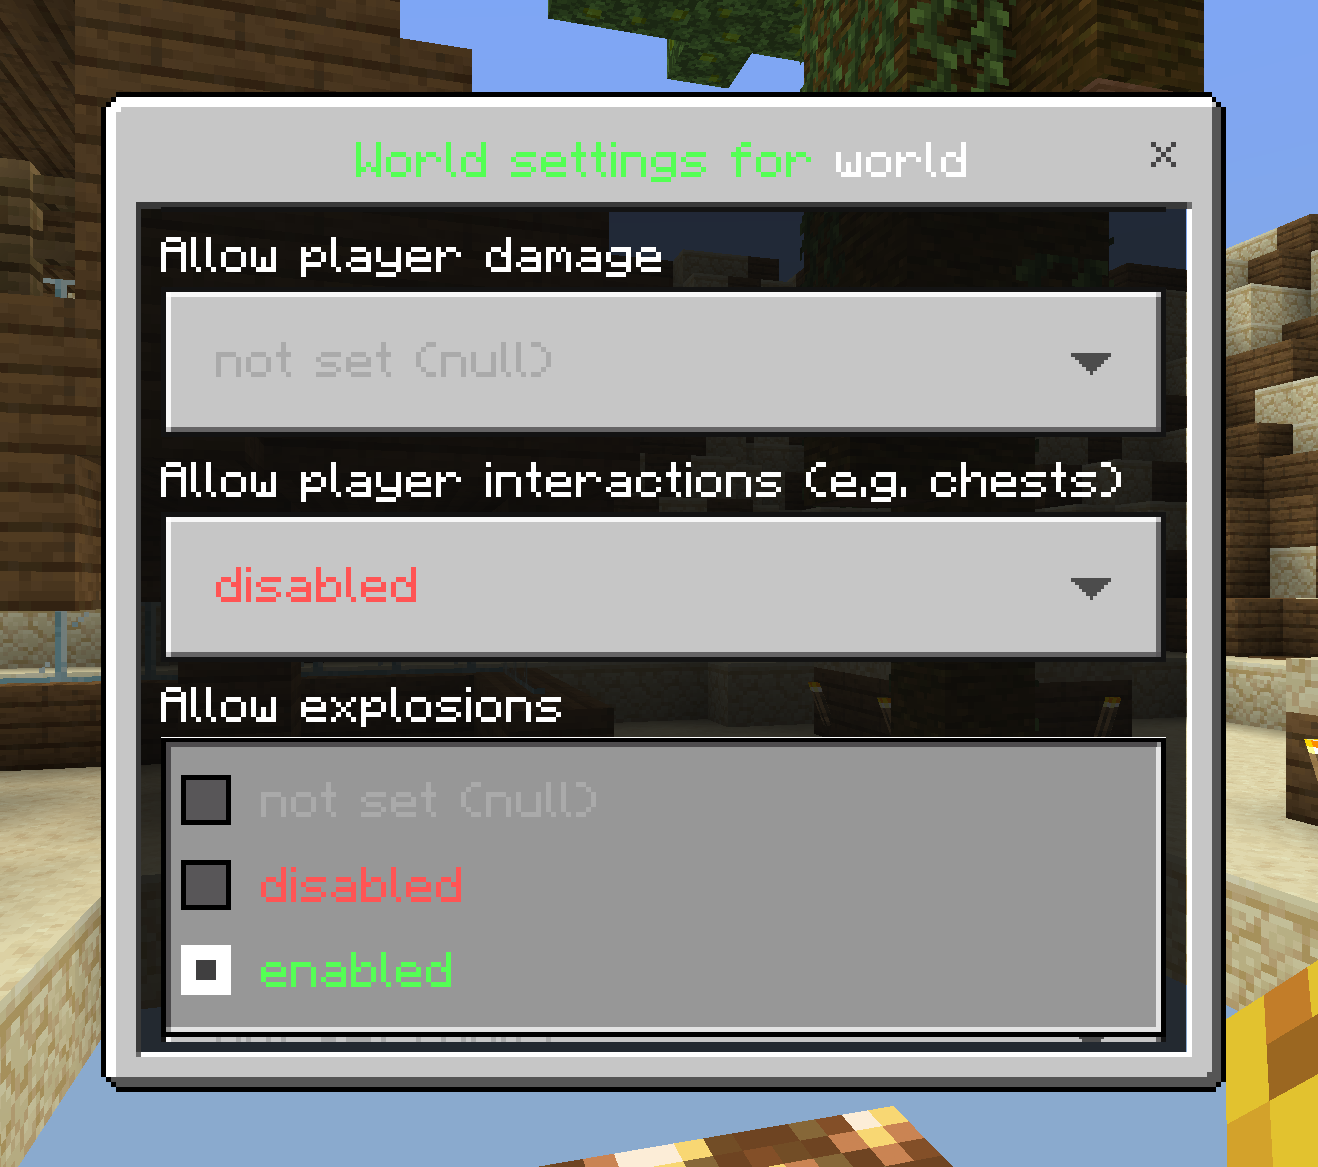 World settings for world
Allow player damage
not set (null)
Allow player interactions (e.g. chests)
disabled
Allow explosions
not set (null)
disabled
enabled